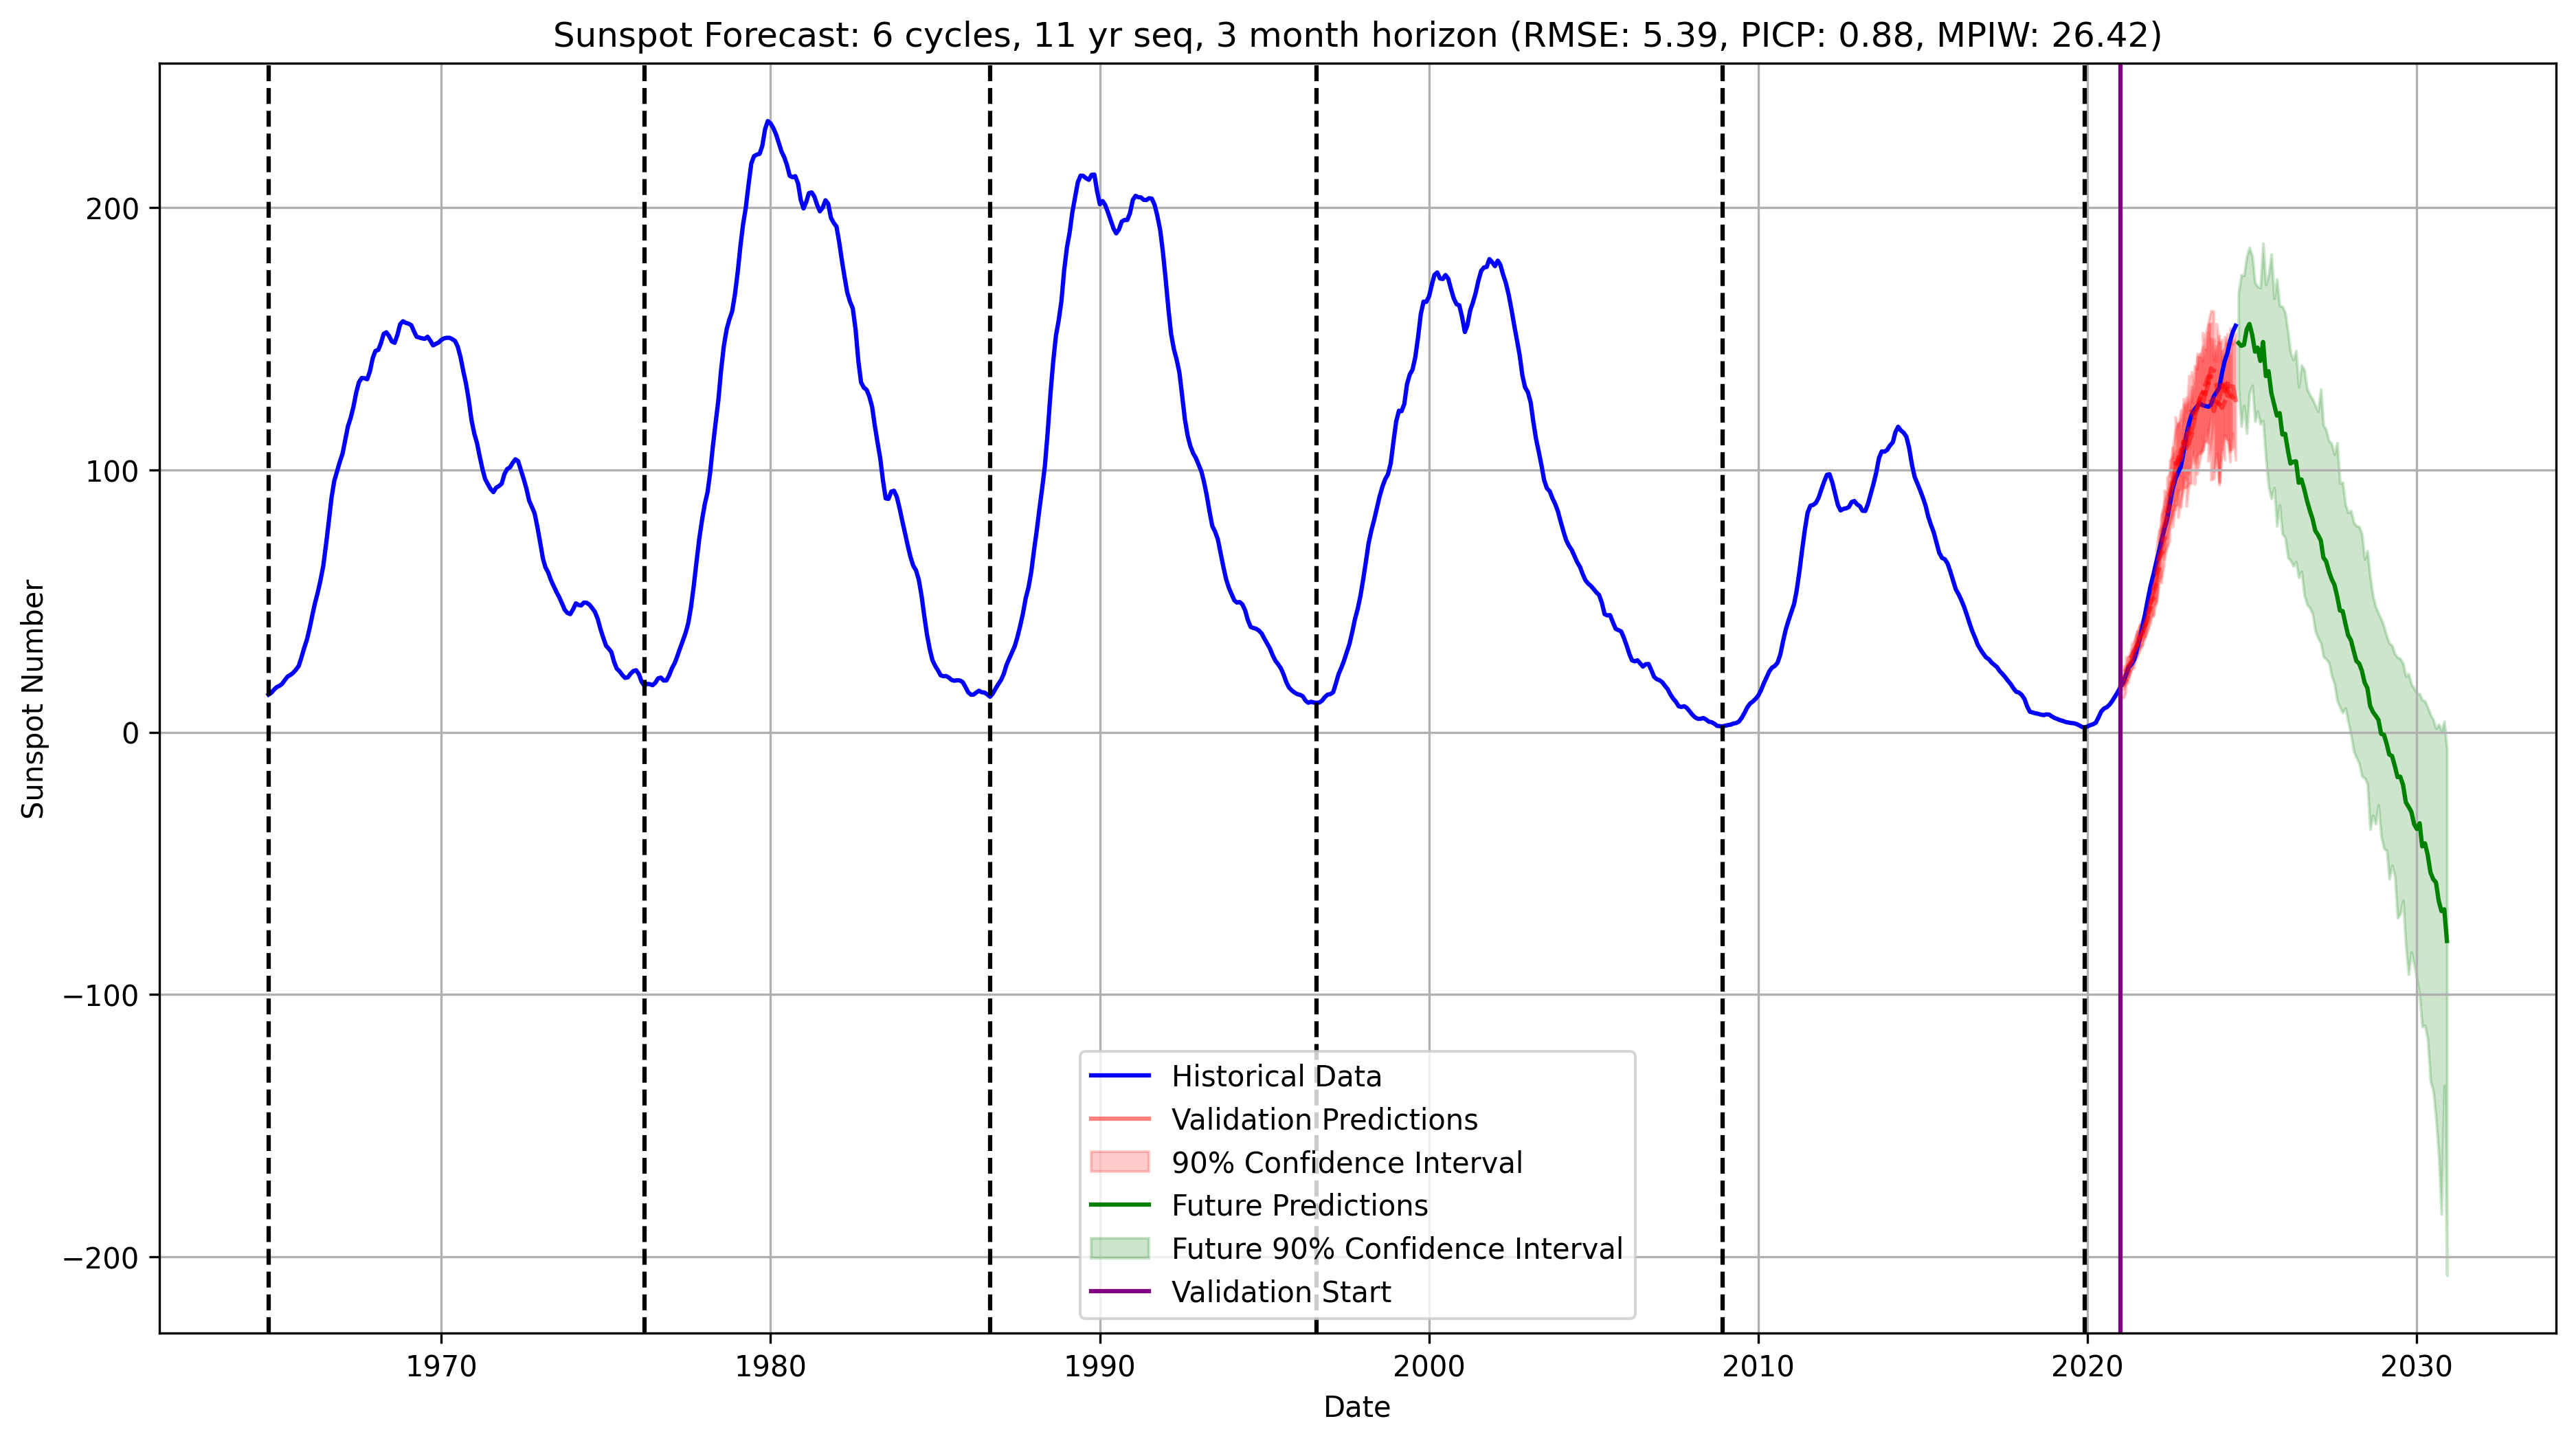 Sunspot Forecast: 6 cycles, 11 yr seq, 3 month horizon (RMSE: 5.39, PICP: 0.88, MPIW: 26.42)
Sunspot Number
200
100
0
−100
−200
Historical Data
Validation Predictions
90% Confidence Interval
Future Predictions
Future 90% Confidence Interval
Validation Start
1970 1980 1990 2000 2010 2020 2030
Date